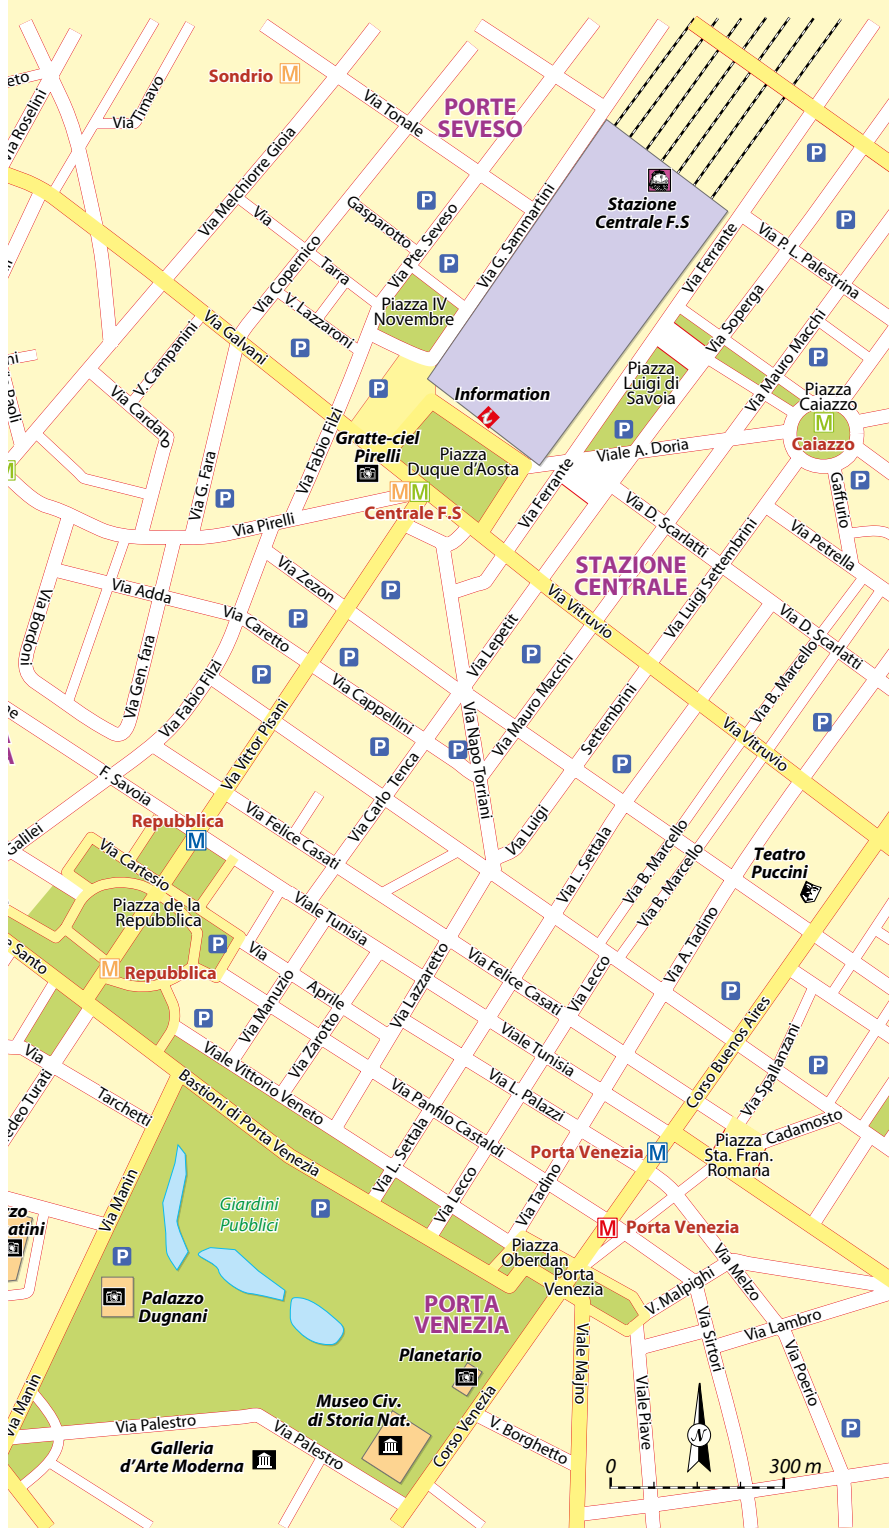 Sondrio M
PORTE
SEVESO
Via Timavo
Via Roselini
Via Tonale
Via Melchiorre Gioia
Via
Gasparotto
Via Pte. Seveso
Via G. Sammartini
Stazione
Centrale F.S
Via Ferrante
Via P. L. Palestrina
P
P
P
P
Via Copernico
Tarra
V. Lazzaroni
Piazza IV
Novembre
Via Soperga
Via Mauro Macchi
Via Galvani
V. Campanini
P
P
P
Piazza
Luigi di
Savoia
P
Piazza
Caiazzo
M
Caiazzo
Via Cardano
Information
Gratte-ciel
Pirelli
Piazza
Duque d'Aosta
Viale A. Doria
Via Fabio Filzi
Via G. Fara
P
M M
Centrale F.S
Via Ferrante
Gaffurio
P
M
Via Pirelli
Via D. Scarlatti
Via Luigi Settembrini
Via Petrella
STAZIONE
CENTRALE
Via Zezon
Via Adda
Via Caretto
Via Bordoni
Via Gen. fara
Via Fabio Filzi
P
P
P
P
P
Via Vitruvio
Via Lepetit
Via D. Scarlatti
Via B. Marcello
Via Cappellini
Via Vittor Pisani
Via Napo Torriani
Via Mauro Macchi
Settembrini
Via Vitruvio
P
P
P
P
F. Savoia
Via Carlo Tenca
Repubblica
M
Via Felice Casati
Via Luigi
Via L. Settala
Via B. Marcello
Via B. Marcello
Teatro
Puccini
Galilei
Via Cartesio
Piazza de la
Repubblica
Viale Tunisia
Via A. Tadino
e Santo
M Repubblica
P
Via
Aprile
Via Manuzio
Via Zarotto
Via Lazzaretto
Via Felice Casati
Via Lecco
P
P
Corso Buenos Aires
Via Tunisia
Viale Vittorio Veneto
Via L. Palazzi
Via Spallanzani
P
Via
Tarchetti
Bastioni di Porta Venezia
Via Panfilo Castaldi
Via L. Settala
Via Lecco
Via Tadino
Porta Venezia M
Piazza
Sta. Fran.
Romana
Cadamosto
Via Manin
Giardini
Pubblici
P
M Porta Venezia
P
Piazza
Oberdan
Porta
Venezia
Via Melzo
V. Malpighi
Palazzo
Dugnani
PORTA
VENEZIA
Planetario
Viale Majno
Via Sirtori
Via Lambro
Via Poerio
Viale Piave
Via Manin
Via Palestro
Via Palestro
Museo Civ.
di Storia Nat.
Corso Venezia
V. Borghetto
Galleria
d'Arte Moderna
N
P
0 300 m